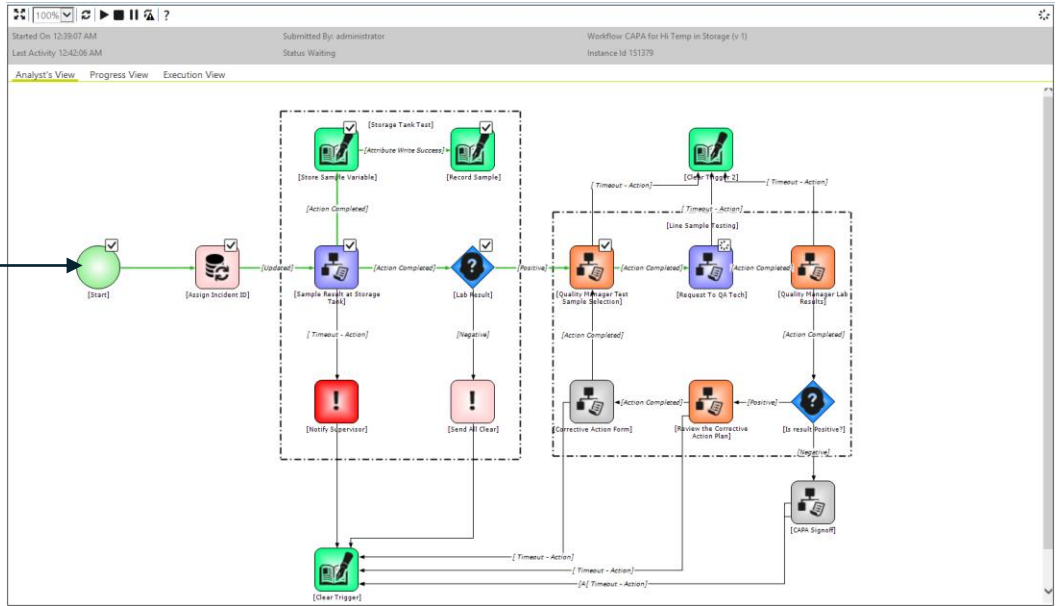 100%
?
Started On 12:39:07 AM
Submitted By: administrator
Workflow CAPA for Hi Temp in Storage (v 1)
Last Activity 12:42:06 AM
Status Waiting
Instance Id 151379
Analyst's View
Progress View
Execution View
[Storage Tank Test]
[Attribute Write Success]
[Store Sample Variable]
[Record Sample]
[Clear Trigger 2]
[ Timeout - Action]
[ Timeout - Action]
[Action Completed]
[ Timeout - Action]
[Line Sample Testing]
[Updated]
[Action Completed]
[Positive]
[Action Completed]
[Action Completed]
[Start]
[Assign Incident ID]
[Sample Result at Storage
Tank]
[Lab Result]
[Quality Manager Test
Sample Selection]
[Request To QA Tech]
[Quality Manager Lab
Results]
[ Timeout - Action]
[Negative]
[Action Completed]
[Action Completed]
[Action Completed]
[Positive]
[Notify Supervisor]
[Send All Clear]
[Corrective Action Form]
[Review the Corrective
Action Plan]
[Is result Positive?]
[Negative]
[CAPA Signoff]
[ Timeout - Action]
[ Timeout - Action]
[ Timeout - Action]
[Clear Trigger]